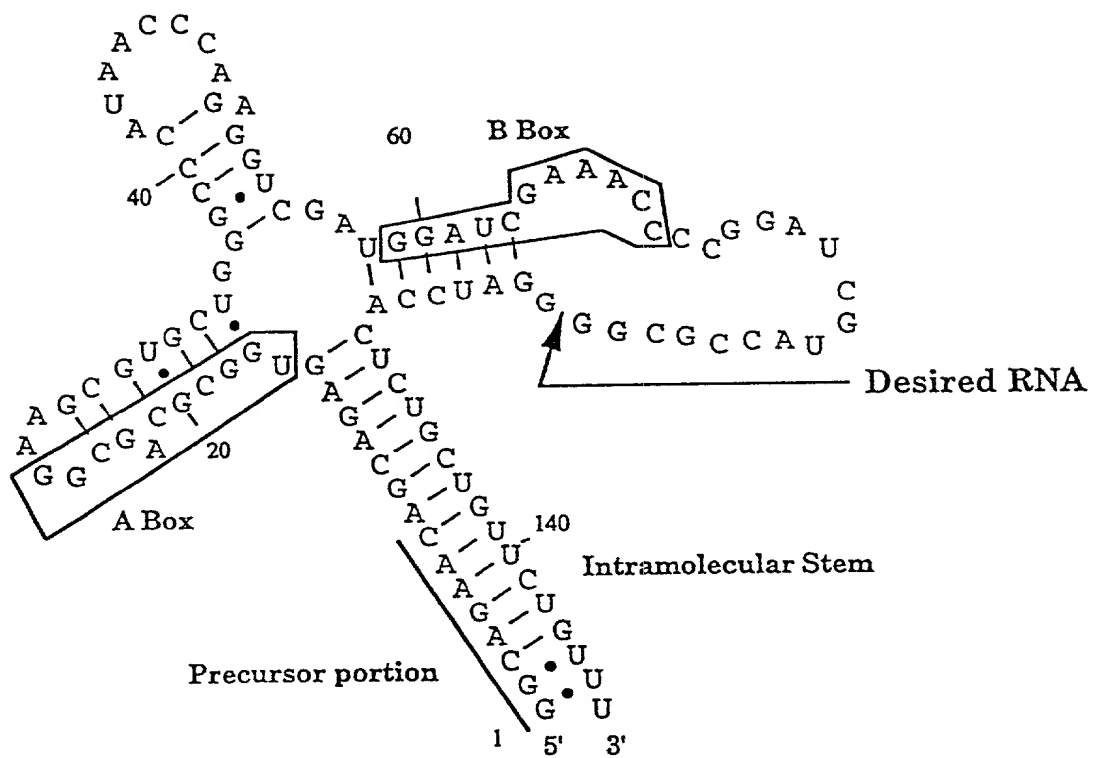 A C C C A
A G A
U G
A C G
C U
C C G A U
G
G
G
U
60
B Box
40
G G A U C G A A A C C C C G G A U C G
A C C U A G G G G C G C C A U
Desired RNA
A A G C G U G C
G G C G A C G C G G U
20
A Box
C U C U G C U G U U C U G U U U
G A G A C G A C A A G A C G G
140
Intramolecular Stem
Precursor portion
1 5' 3'